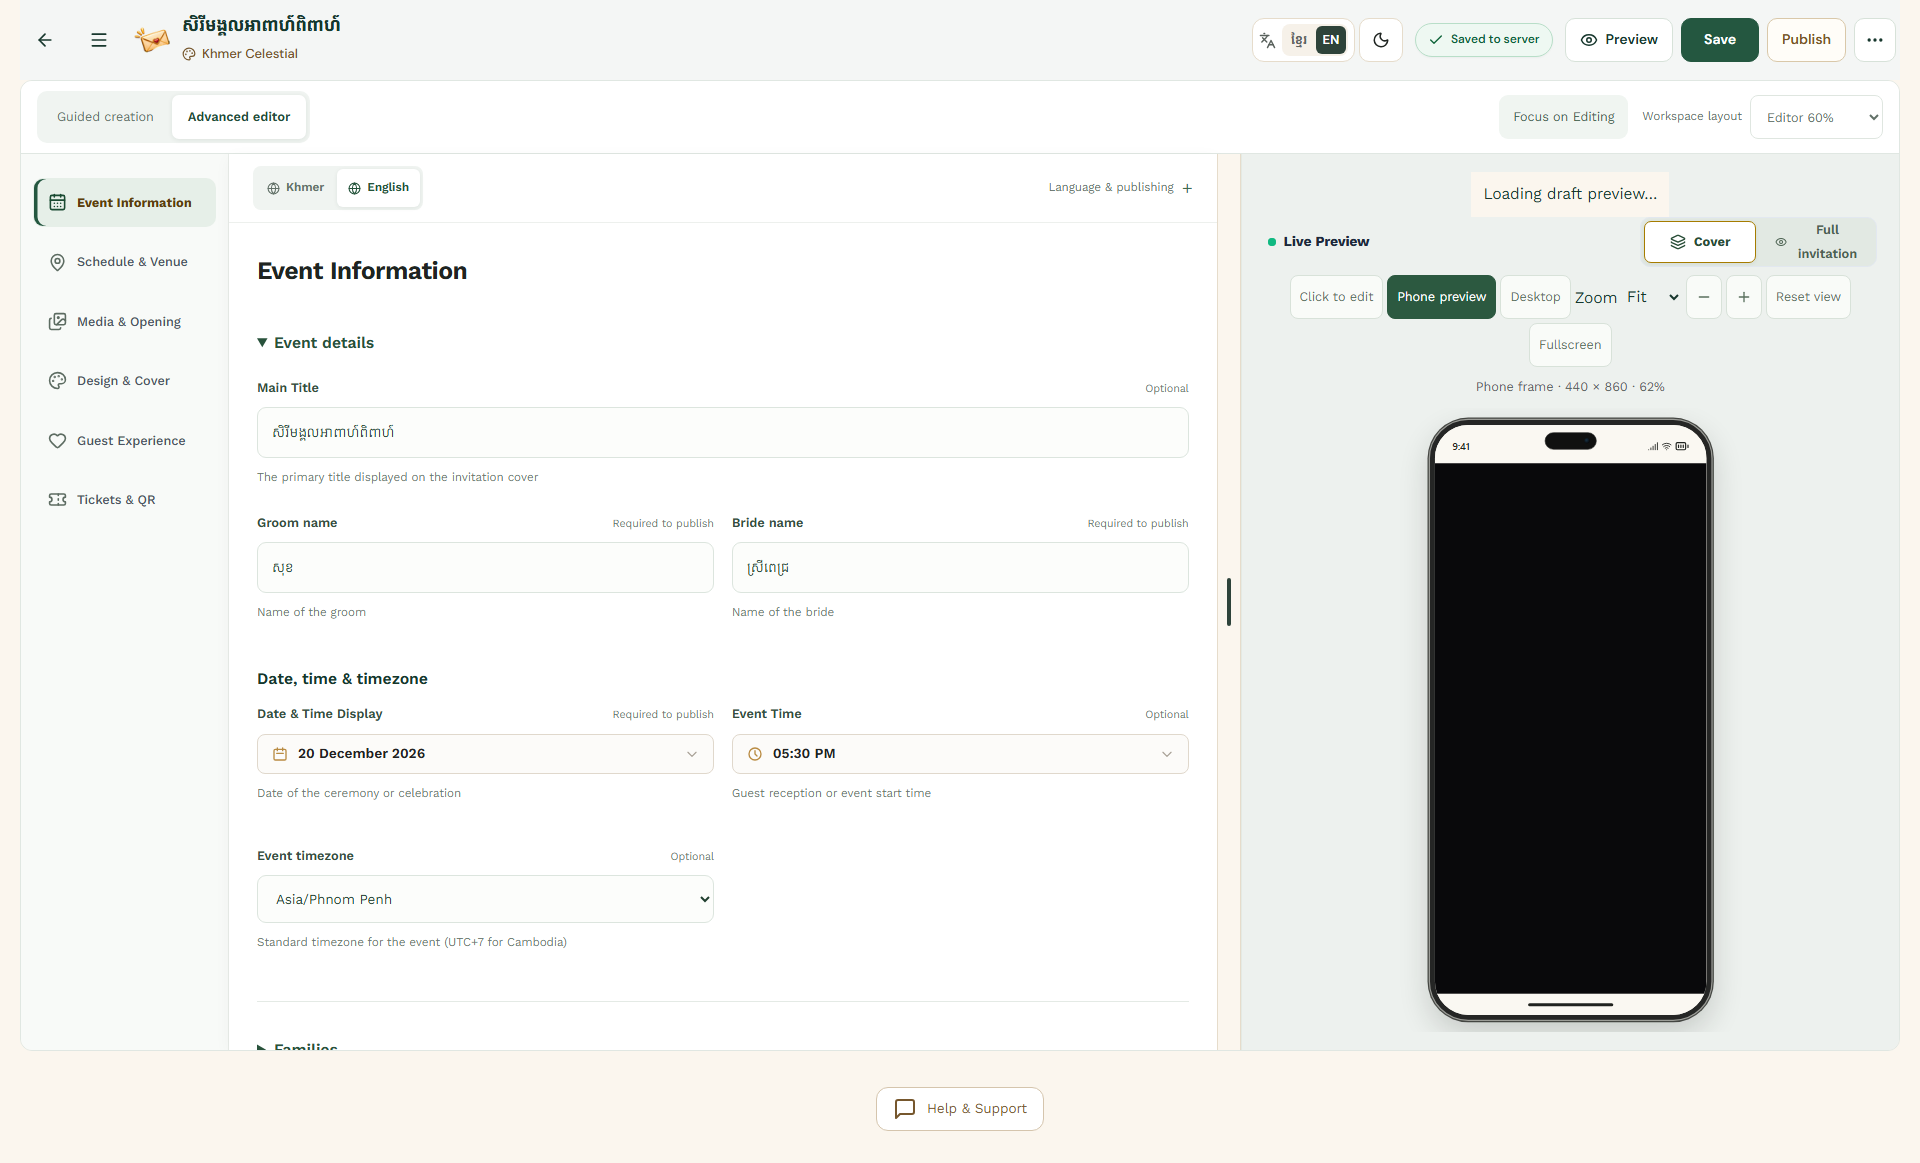 សិរីមង្គលអាពាហ៍ពិពាហ៍
Khmer Celestial
ខ្មែរ EN
Saved to server
Preview
Save
Publish
Guided creation
Advanced editor
Focus on Editing
Workspace layout
Editor 60%
Event Information
Schedule & Venue
Media & Opening
Design & Cover
Guest Experience
Tickets & QR
Khmer
English
Language & publishing +
Event Information
Event details
Main Title
Optional
សិរីមង្គលអាពាហ៍ពិពាហ៍
The primary title displayed on the invitation cover
Groom name
Required to publish
Bride name
Required to publish
សុខ
ស្រីពេជ្រ
Name of the groom
Name of the bride
Date, time & timezone
Date & Time Display
Required to publish
Event Time
Optional
20 December 2026
05:30 PM
Date of the ceremony or celebration
Guest reception or event start time
Event timezone
Optional
Asia/Phnom Penh
Standard timezone for the event (UTC+7 for Cambodia)
Families
Loading draft preview...
Live Preview
Cover
Full
invitation
Click to edit
Phone preview
Desktop
Zoom Fit
− +
Reset view
Fullscreen
Phone frame · 440 × 860 · 62%
9:41
Help & Support